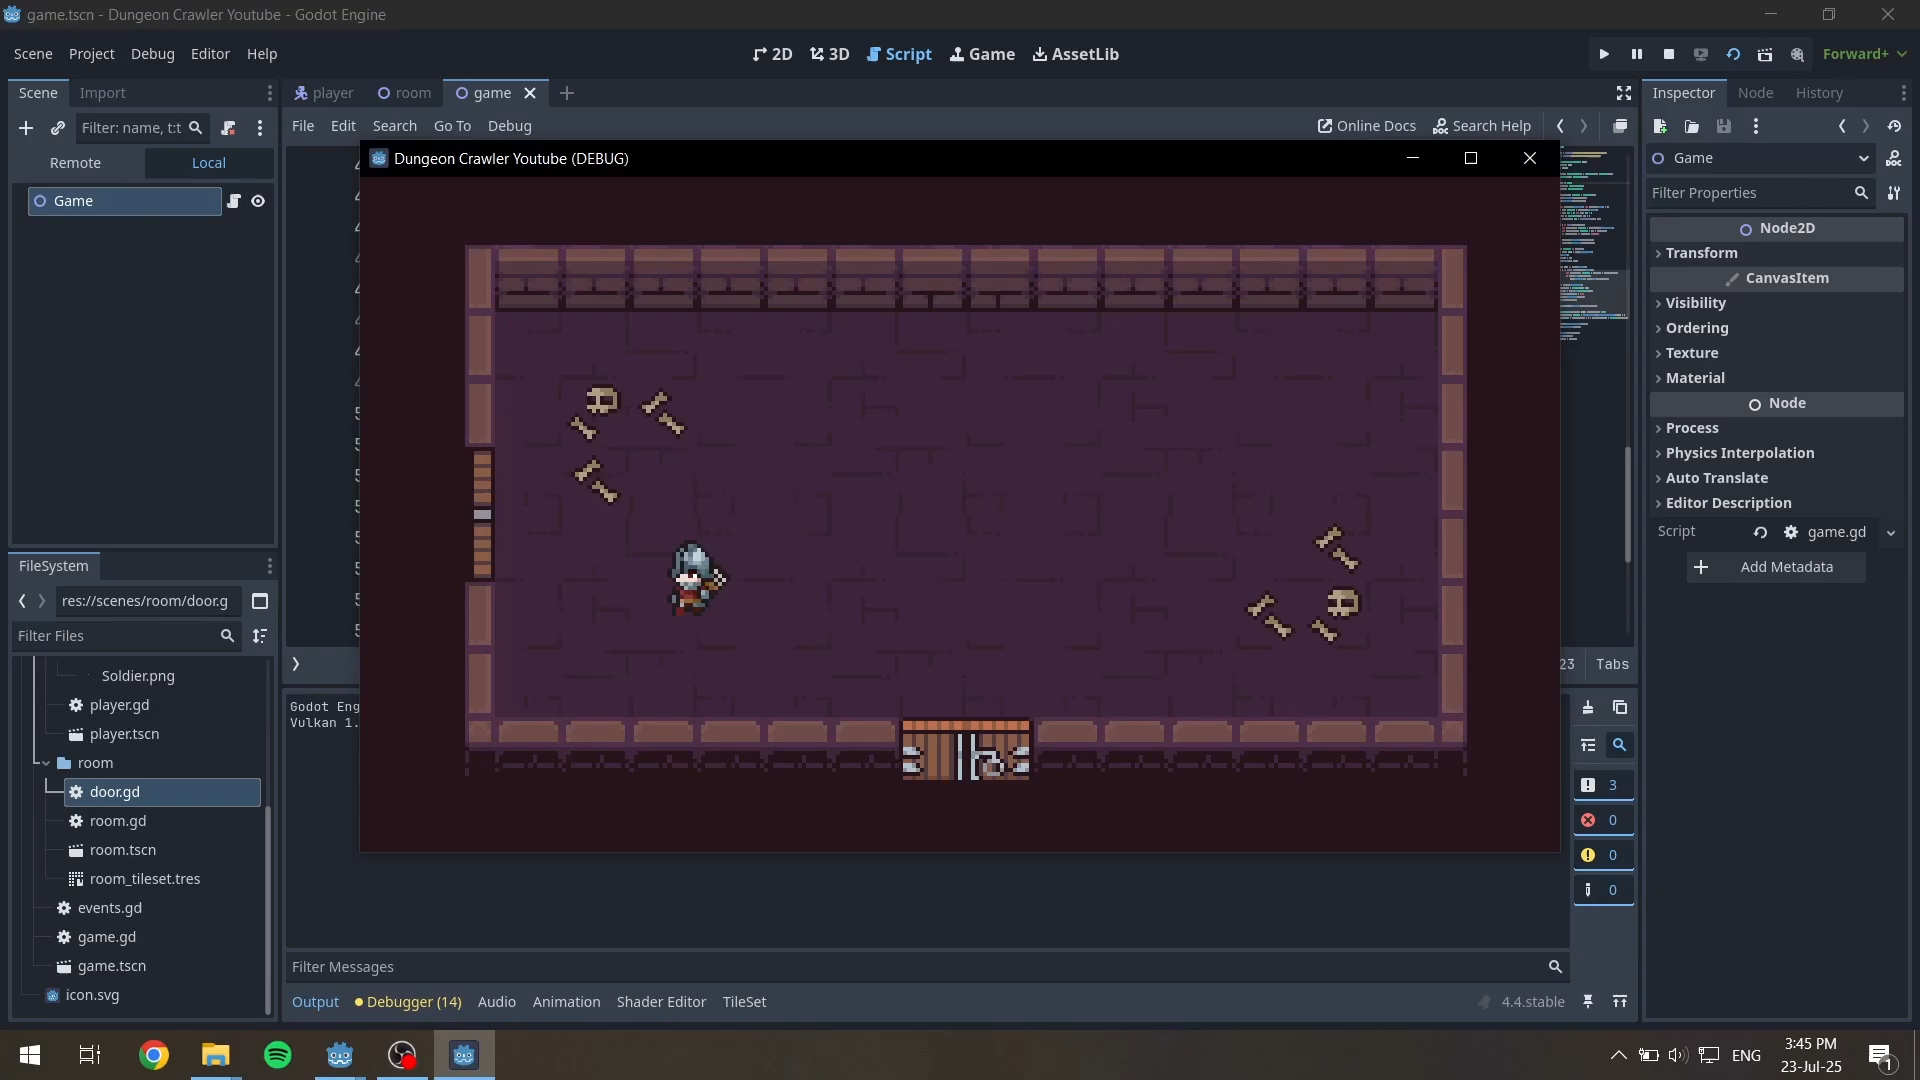 game.tscn - Dungeon Crawler Youtube - Godot Engine
Scene Project Debug Editor Help
2D 3D Script Game AssetLib
Forward+
Scene Import
player room game
Inspector Node History
Filter: name, t:t
File Edit Search Go To Debug
Online Docs Search Help
Remote Local
Dungeon Crawler Youtube (DEBUG)
Game
Game
Filter Properties
Node2D
Transform
CanvasItem
Visibility
Ordering
Texture
Material
Node
Process
Physics Interpolation
Auto Translate
Editor Description
Script game.gd
Add Metadata
FileSystem
res://scenes/room/door.g
Filter Files
Soldier.png
player.gd
player.tscn
room
door.gd
room.gd
room.tscn
room_tileset.tres
events.gd
game.gd
game.tscn
icon.svg
23 Tabs
Godot Eng
Vulkan 1.
3
0
0
0
Filter Messages
Output Debugger (14) Audio Animation Shader Editor TileSet
4.4.stable
ENG
3:45 PM
23-Jul-25
1